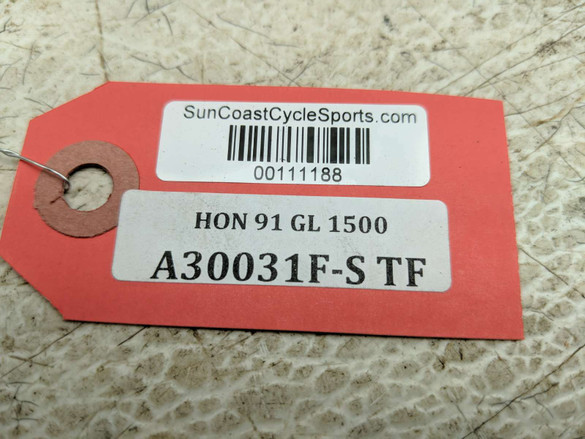 SunCoastCycleSports.com
00111188
HON 91 GL 1500
A30031F-S TF